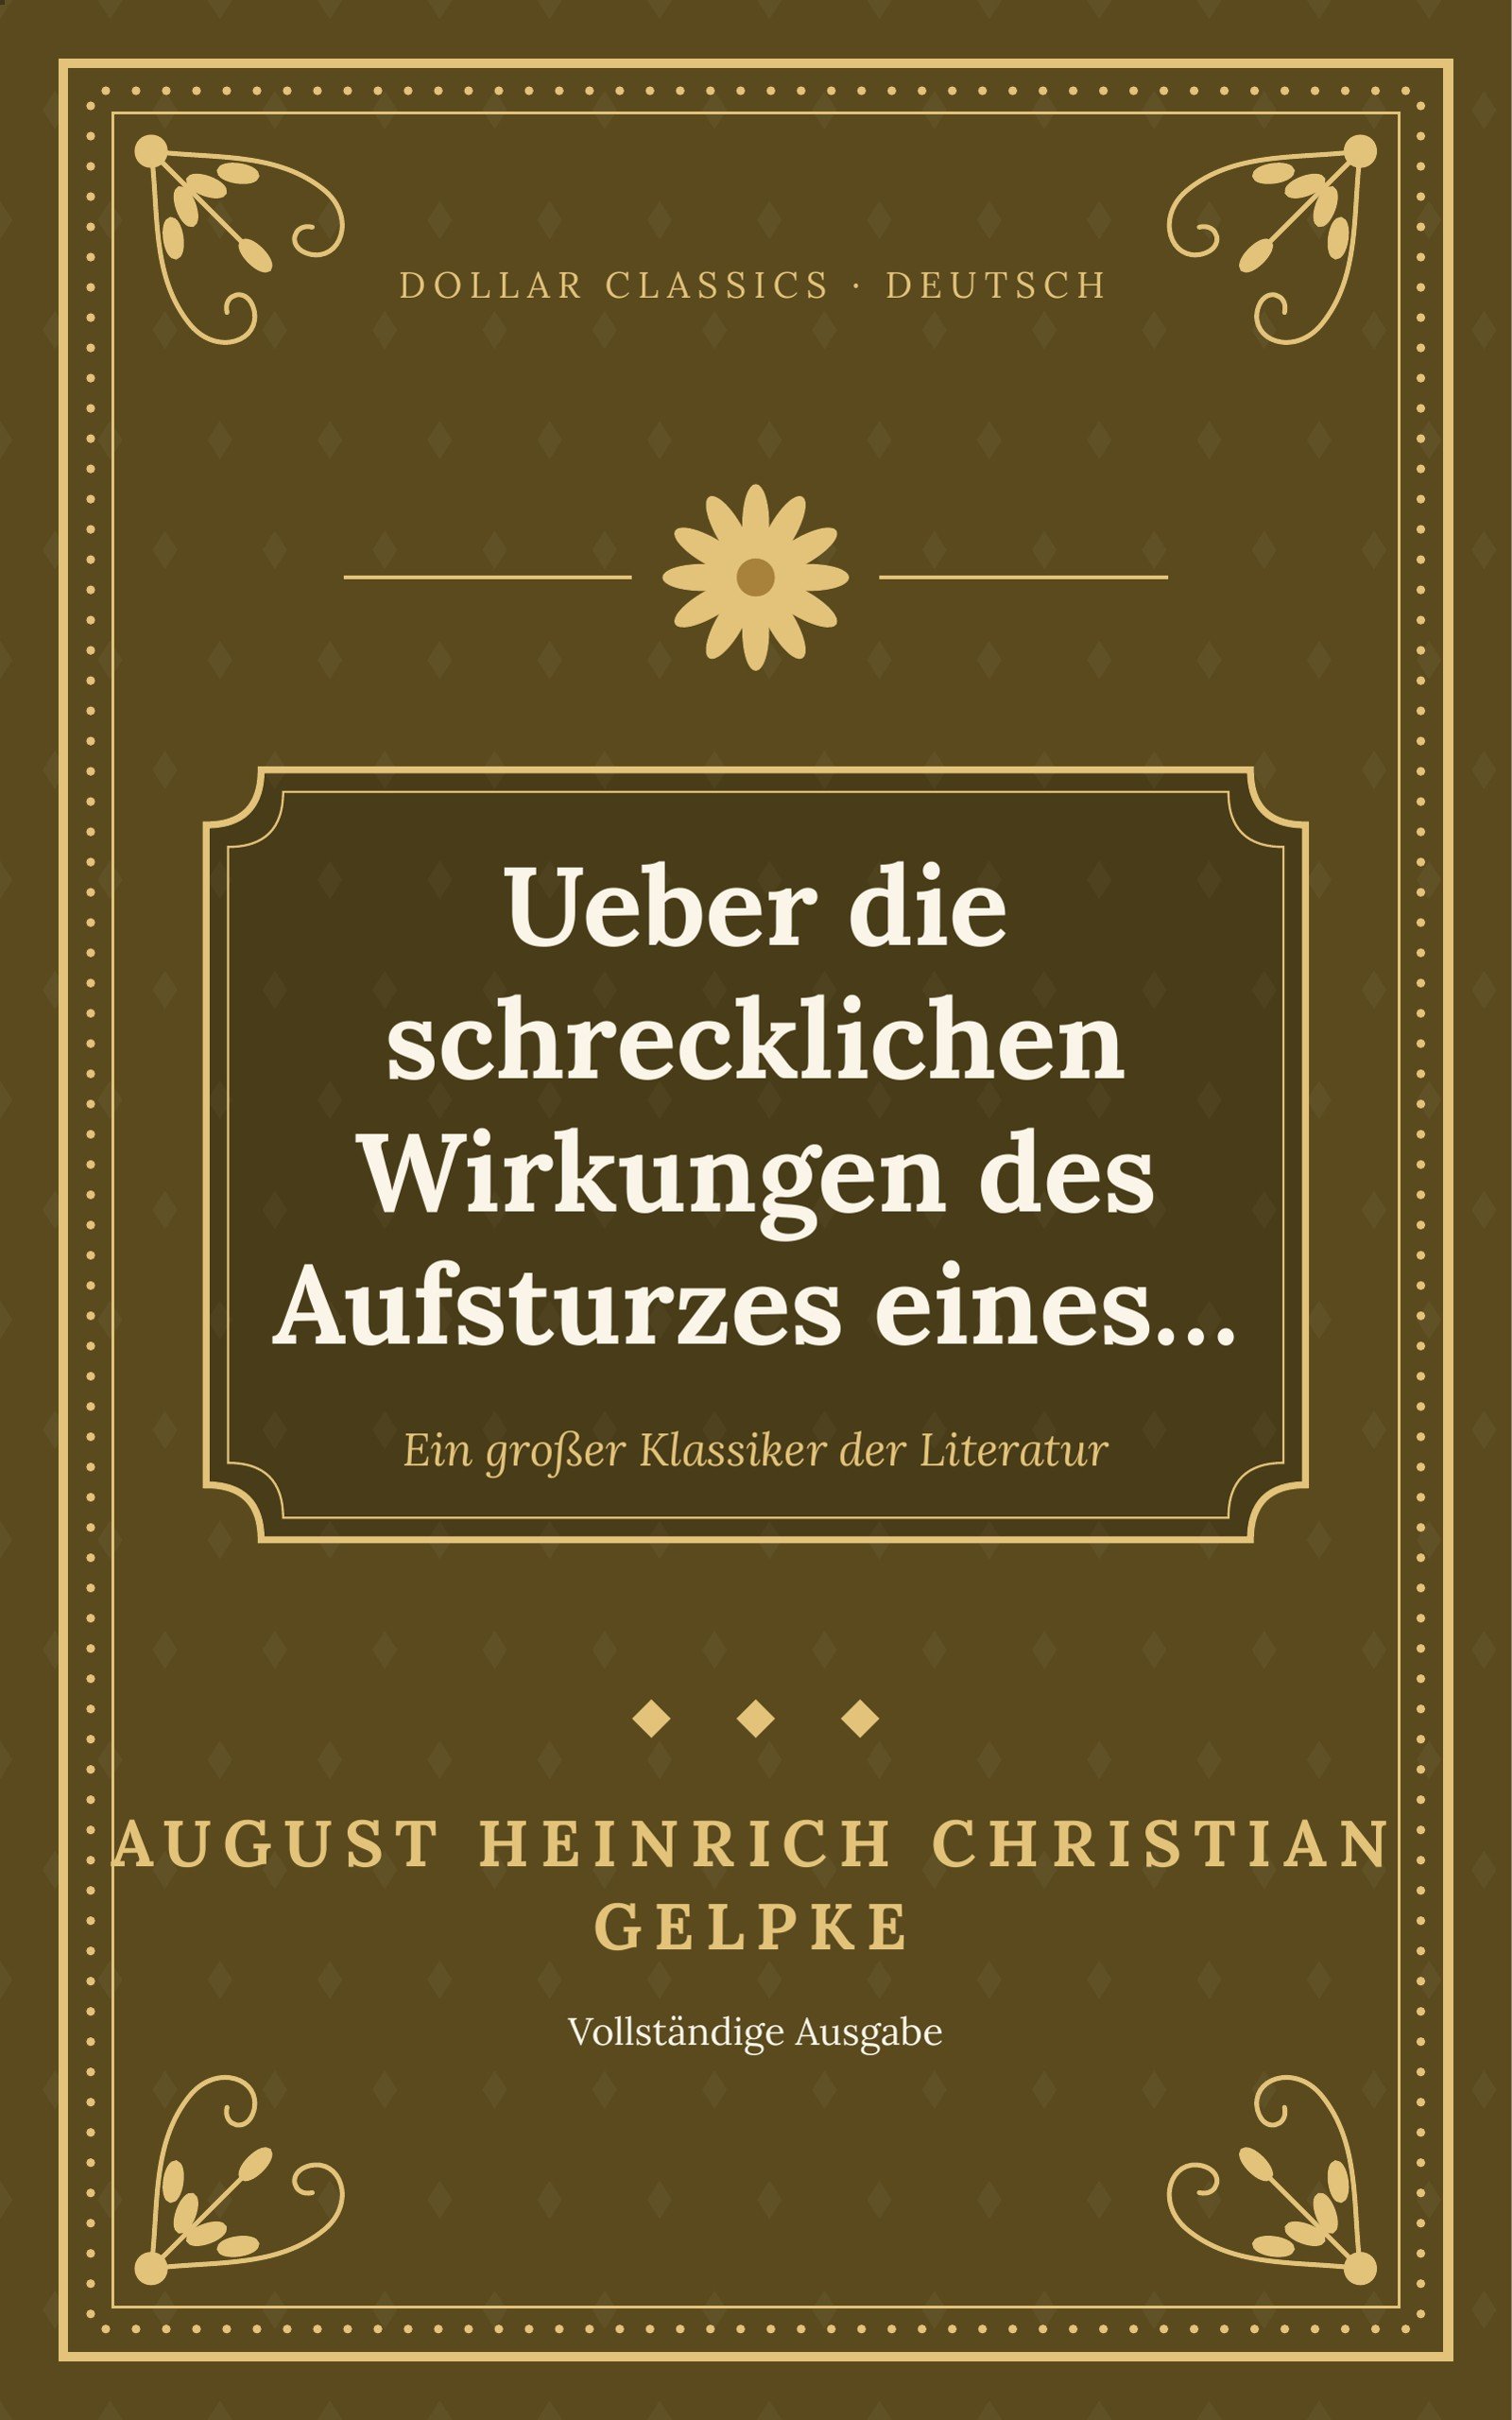 DOLLAR CLASSICS · DEUTSCH
Ueber die
schrecklichen
Wirkungen des
Aufsturzes eines…
Ein großer Klassiker der Literatur
AUGUST HEINRICH CHRISTIAN
GELPKE
Vollständige Ausgabe